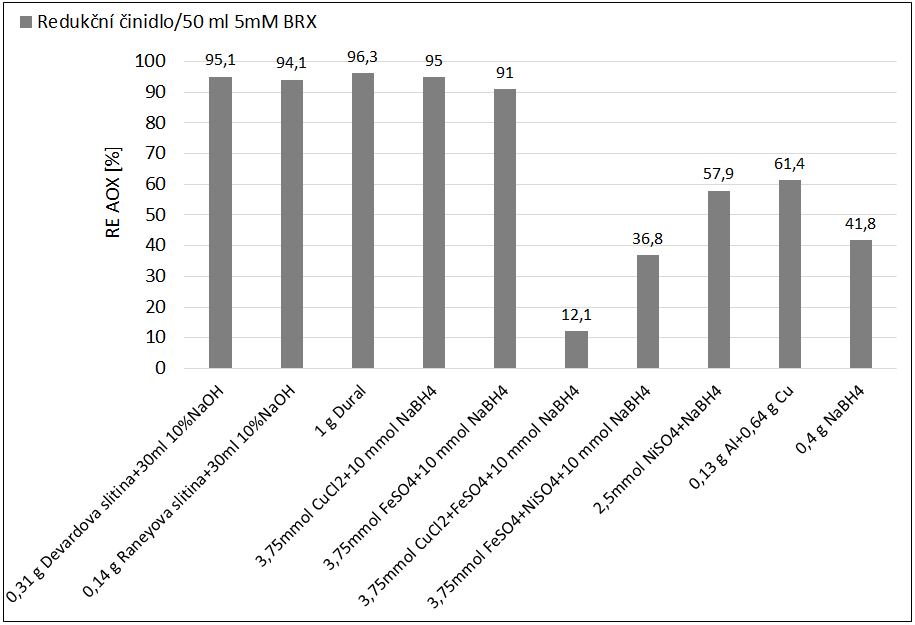 Redukční činidlo/50 ml 5mM BRX
RE AOX [%]
100
90
80
70
60
50
40
30
20
10
0
95,1
94,1
96,3
95
91
12,1
36,8
57,9
61,4
41,8
0,31 g Devardova slitina+30ml 10%NaOH
0,14 g Raneyova slitina+30ml 10%NaOH
1 g Dural
3,75mmol CuCl2+10 mmol NaBH4
3,75mmol FeSO4+10 mmol NaBH4
3,75mmol CuCl2+FeSO4+10 mmol NaBH4
3,75mmol FeSO4+NiSO4+10 mmol NaBH4
2,5mmol NiSO4+NaBH4
0,13 g Al+0,64 g Cu
0,4 g NaBH4